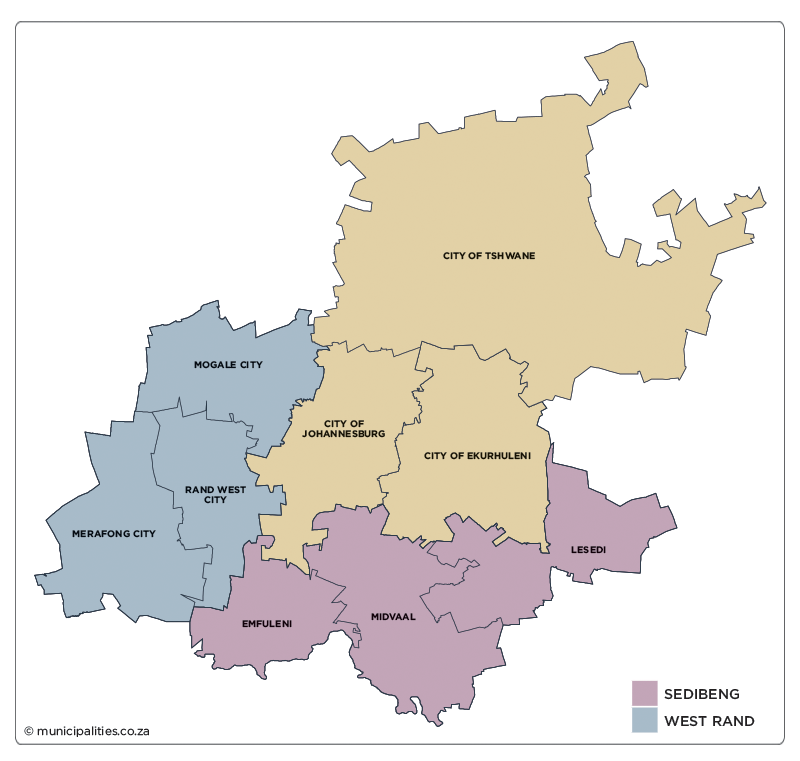 CITY OF TSHWANE
MOGALE CITY
CITY OF
JOHANNESBURG
CITY OF EKURHULENI
RAND WEST
CITY
MERAFONG CITY
LESEDI
EMFULENI
MIDVAAL
SEDIBENG
WEST RAND
© municipalities.co.za